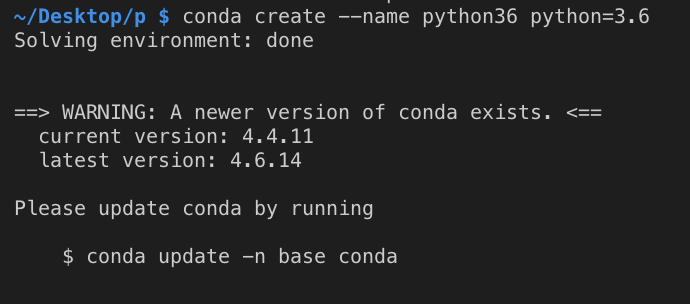 ~/Desktop/p $ conda create --name python36 python=3.6
Solving environment: done
==> WARNING: A newer version of conda exists. <==
current version: 4.4.11
latest version: 4.6.14
Please update conda by running
$ conda update -n base conda